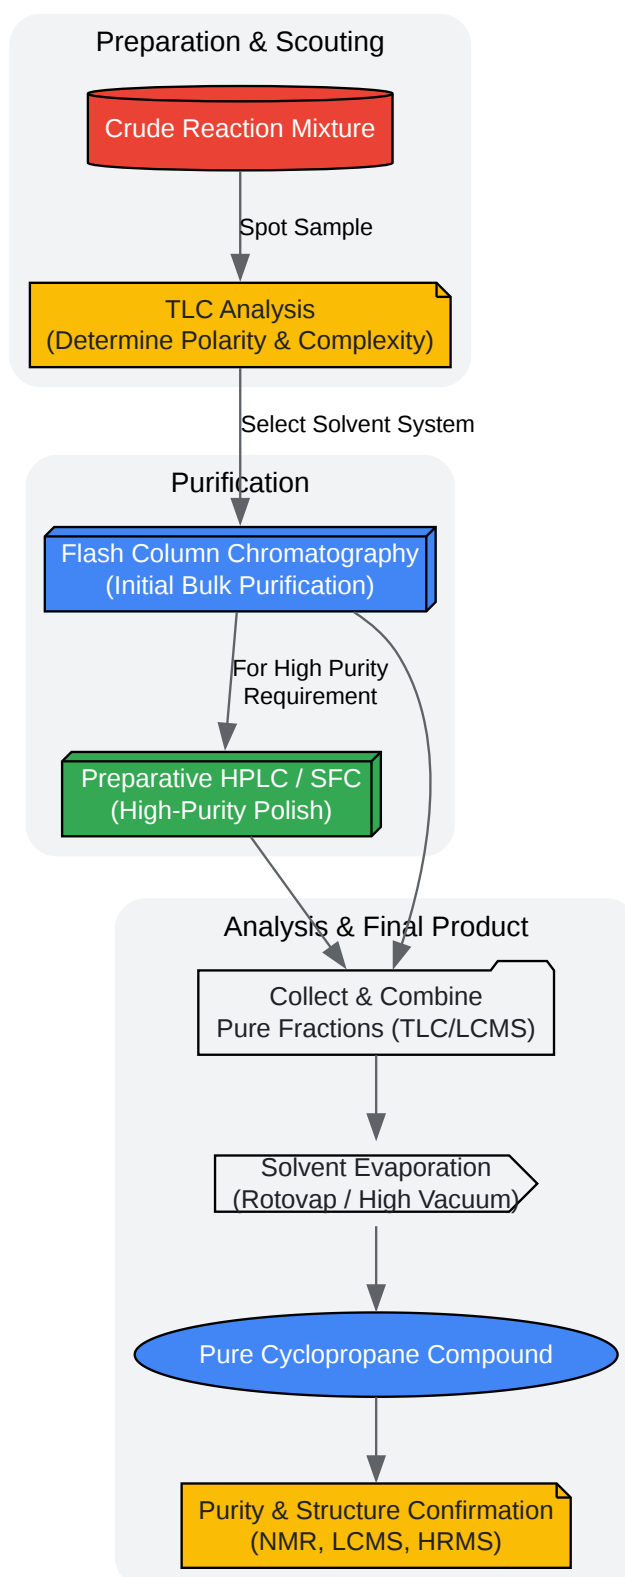 Preparation & Scouting
Crude Reaction Mixture
Spot Sample
TLC Analysis
(Determine Polarity & Complexity)
Select Solvent System
Purification
Flash Column Chromatography
(Initial Bulk Purification)
For High Purity
Requirement
Preparative HPLC / SFC
(High-Purity Polish)
Analysis & Final Product
Collect & Combine
Pure Fractions (TLC/LCMS)
Solvent Evaporation
(Rotovap / High Vacuum)
Pure Cyclopropane Compound
Purity & Structure Confirmation
(NMR, LCMS, HRMS)